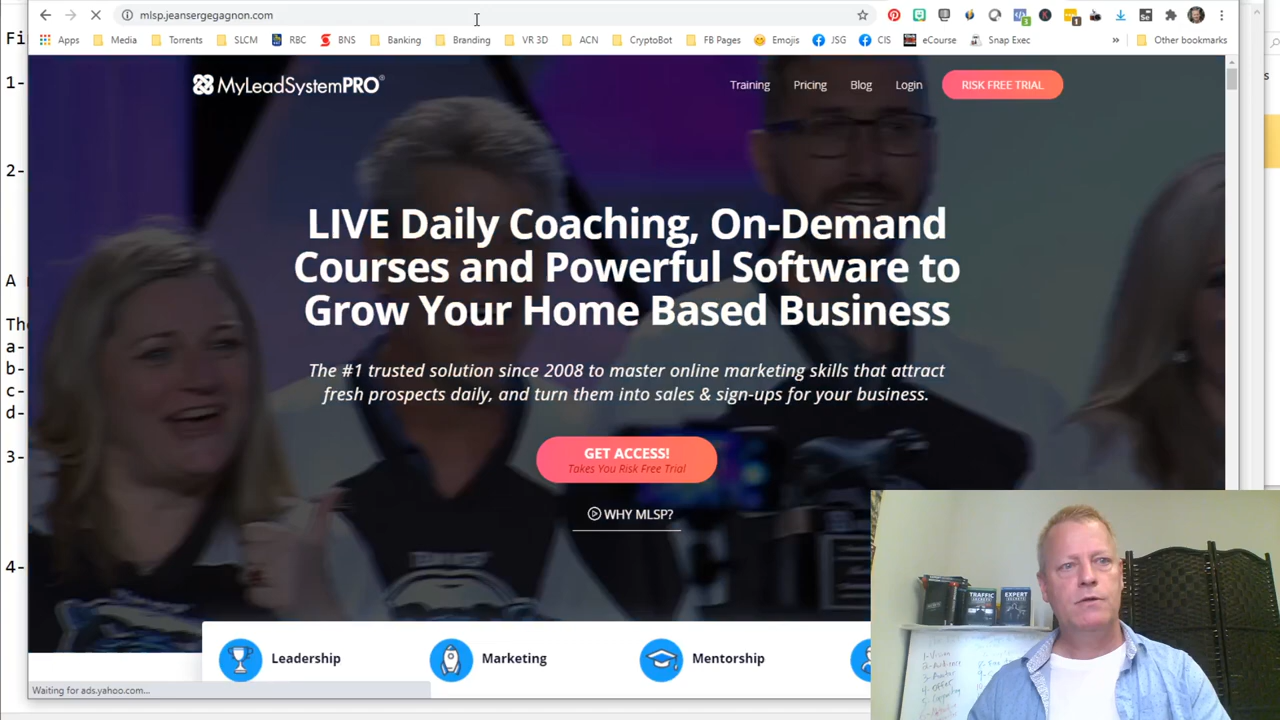 mlsp.jeansergegagnon.com
Apps Media Torrents SLCM RBC BNS Banking Branding VR 3D ACN CryptoBot FB Pages Emojis JSG CIS eCourse Snap Exec » Other bookmarks
Fi
1-
2-
A
Th
a-
b-
c-
d-
3-
4-
MyLeadSystemPRO®
Training Pricing Blog Login RISK FREE TRIAL
LIVE Daily Coaching, On-Demand
Courses and Powerful Software to
Grow Your Home Based Business
The #1 trusted solution since 2008 to master online marketing skills that attract
fresh prospects daily, and turn them into sales & sign-ups for your business.
GET ACCESS!
Takes You Risk Free Trial
WHY MLSP?
Leadership Marketing Mentorship
Waiting for ads.yahoo.com...
TRAFFIC
EXPERT